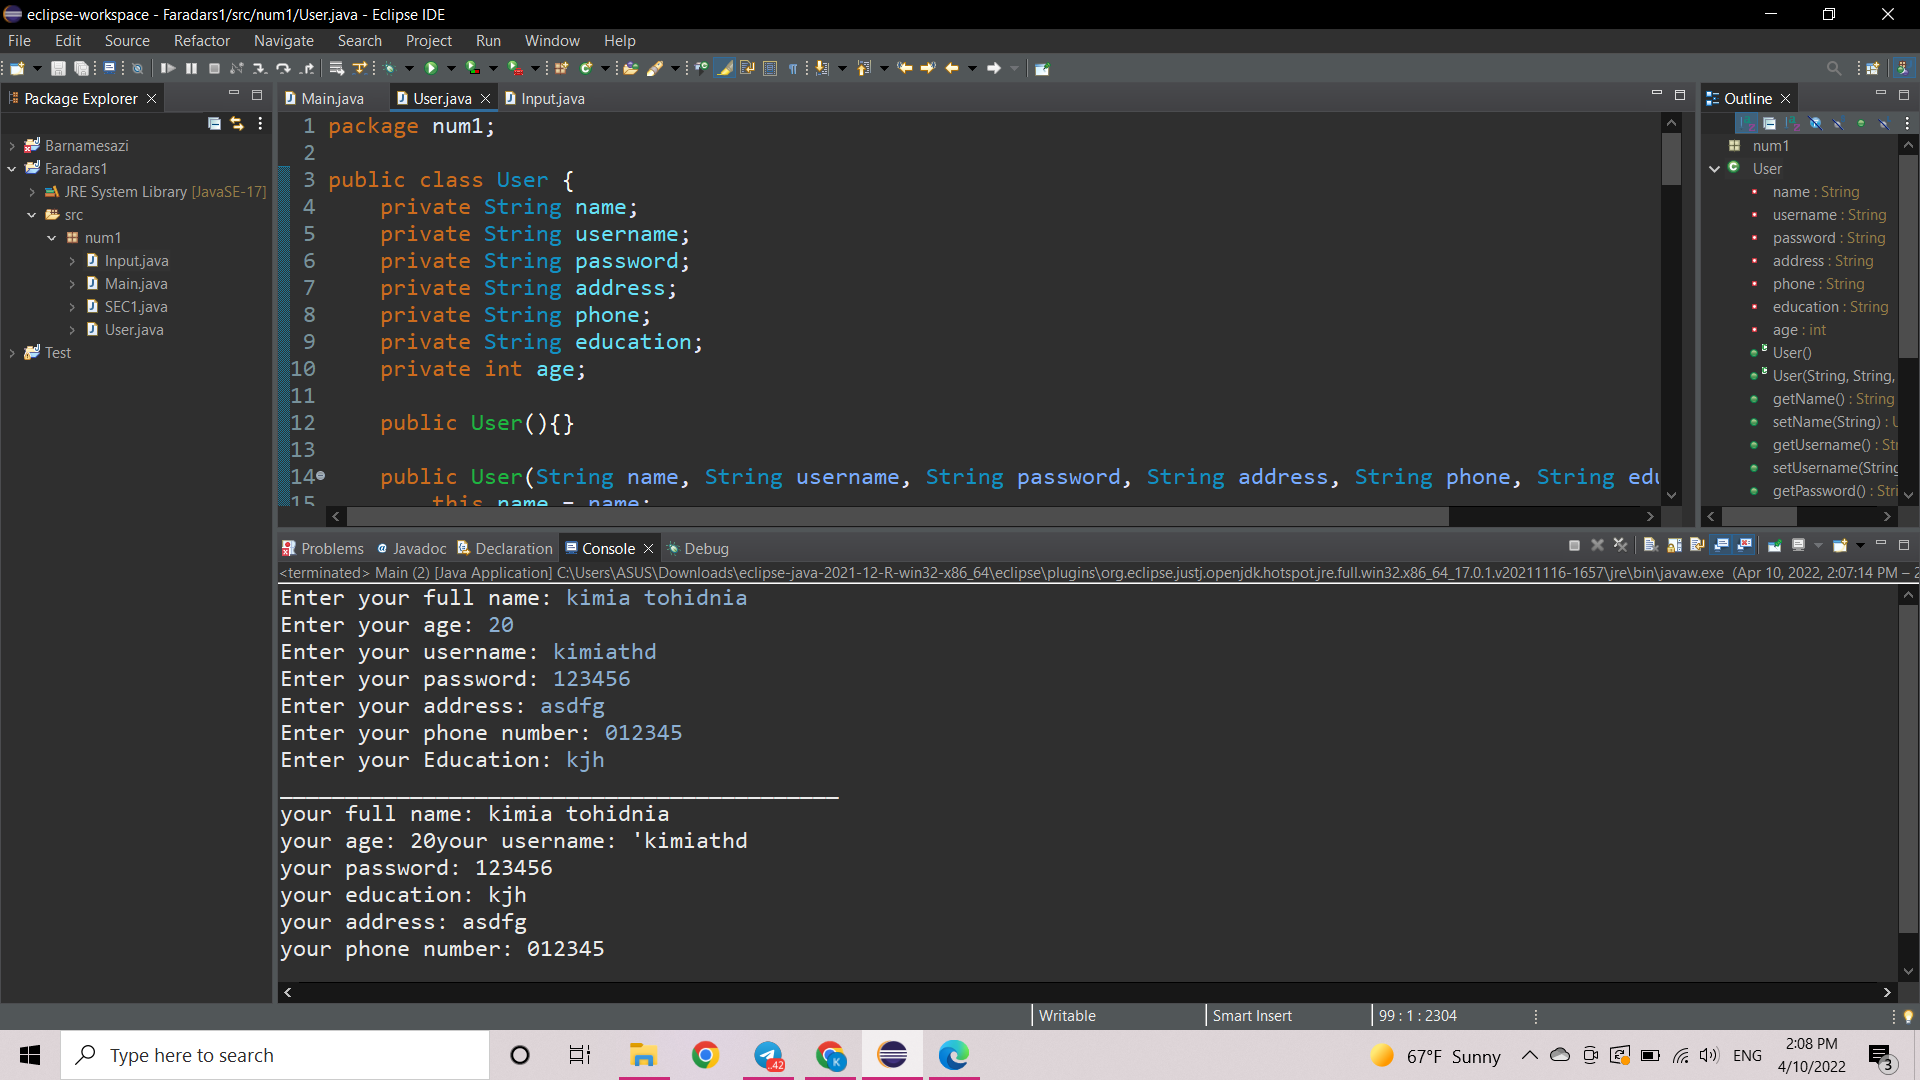 eclipse-workspace - Faradars1/src/num1/User.java - Eclipse IDE
File Edit Source Refactor Navigate Search Project Run Window Help
Package Explorer
Main.java User.java Input.java
Outline
Barnamesazi
Faradars1
JRE System Library [JavaSE-17]
src
num1
Input.java
Main.java
SEC1.java
User.java
Test
1 package num1;
2
3 public class User {
4 private String name;
5 private String username;
6 private String password;
7 private String address;
8 private String phone;
9 private String education;
10 private int age;
11
12 public User(){}
13
14 public User(String name, String username, String password, String address, String phone, String edu
15 this name = name;
num1
User
name : String
username : String
password : String
address : String
phone : String
education : String
age : int
User()
User(String, String,
getName() : String
setName(String) : U
getUsername() : Str
setUsername(String
getPassword() : Stri
Problems Javadoc Declaration Console Debug
<terminated> Main (2) [Java Application] C:\Users\ASUS\Downloads\eclipse-java-2021-12-R-win32-x86_64\eclipse\plugins\org.eclipse.justj.openjdk.hotspot.jre.full.win32.x86_64_17.0.1.v20211116-1657\jre\bin\javaw.exe (Apr 10, 2022, 2:07:14 PM – 2
Enter your full name: kimia tohidnia
Enter your age: 20
Enter your username: kimiathd
Enter your password: 123456
Enter your address: asdfg
Enter your phone number: 012345
Enter your Education: kjh
___________________________________________
your full name: kimia tohidnia
your age: 20your username: 'kimiathd
your password: 123456
your education: kjh
your address: asdfg
your phone number: 012345
Writable Smart Insert 99 : 1 : 2304
Type here to search
..42
K
67°F Sunny
ENG
2:08 PM
4/10/2022
3